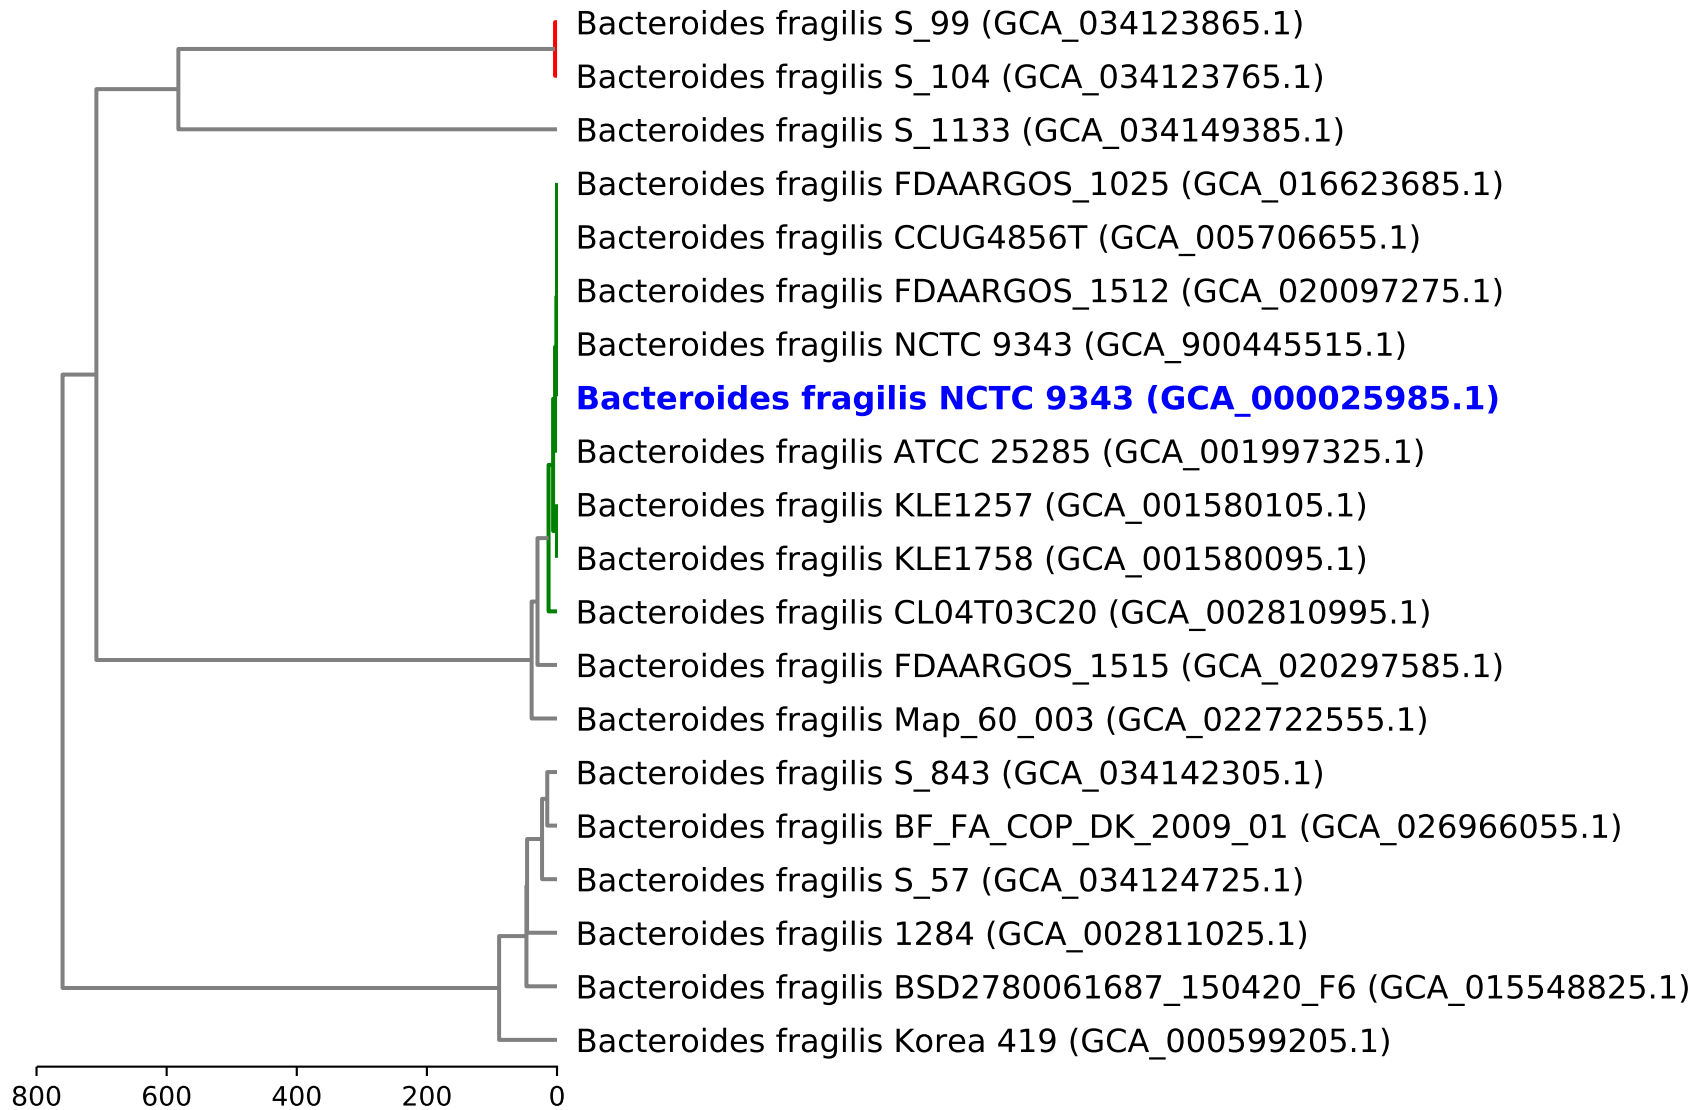 Bacteroides fragilis S_99 (GCA_034123865.1)
Bacteroides fragilis S_104 (GCA_034123765.1)
Bacteroides fragilis S_1133 (GCA_034149385.1)
Bacteroides fragilis FDAARGOS_1025 (GCA_016623685.1)
Bacteroides fragilis CCUG4856T (GCA_005706655.1)
Bacteroides fragilis FDAARGOS_1512 (GCA_020097275.1)
Bacteroides fragilis NCTC 9343 (GCA_900445515.1)
Bacteroides fragilis NCTC 9343 (GCA_000025985.1)
Bacteroides fragilis ATCC 25285 (GCA_001997325.1)
Bacteroides fragilis KLE1257 (GCA_001580105.1)
Bacteroides fragilis KLE1758 (GCA_001580095.1)
Bacteroides fragilis CL04T03C20 (GCA_002810995.1)
Bacteroides fragilis FDAARGOS_1515 (GCA_020297585.1)
Bacteroides fragilis Map_60_003 (GCA_022722555.1)
Bacteroides fragilis S_843 (GCA_034142305.1)
Bacteroides fragilis BF_FA_COP_DK_2009_01 (GCA_026966055.1)
Bacteroides fragilis S_57 (GCA_034124725.1)
Bacteroides fragilis 1284 (GCA_002811025.1)
Bacteroides fragilis BSD2780061687_150420_F6 (GCA_015548825.1)
Bacteroides fragilis Korea 419 (GCA_000599205.1)
800 600 400 200 0